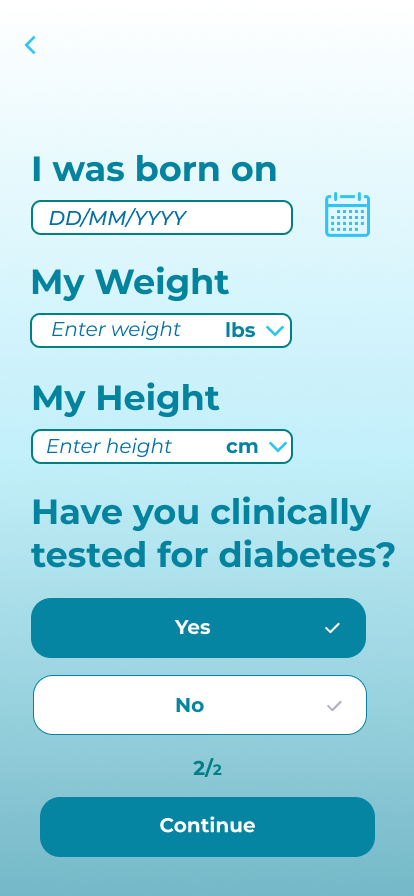 I was born on
DD/MM/YYYY
My Weight
Enter weight lbs
My Height
Enter height cm
Have you clinically
tested for diabetes?
Yes
No
2/2
Continue